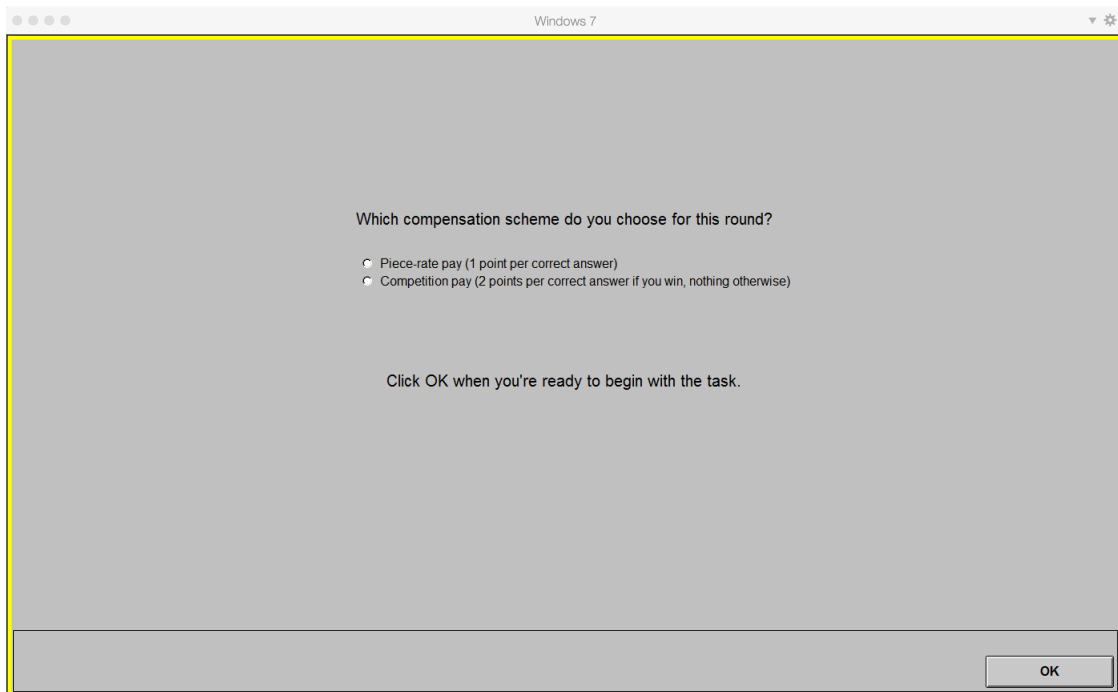 Windows 7
Which compensation scheme do you choose for this round?
Piece-rate pay (1 point per correct answer)
Competition pay (2 points per correct answer if you win, nothing otherwise)
Click OK when you're ready to begin with the task.
OK